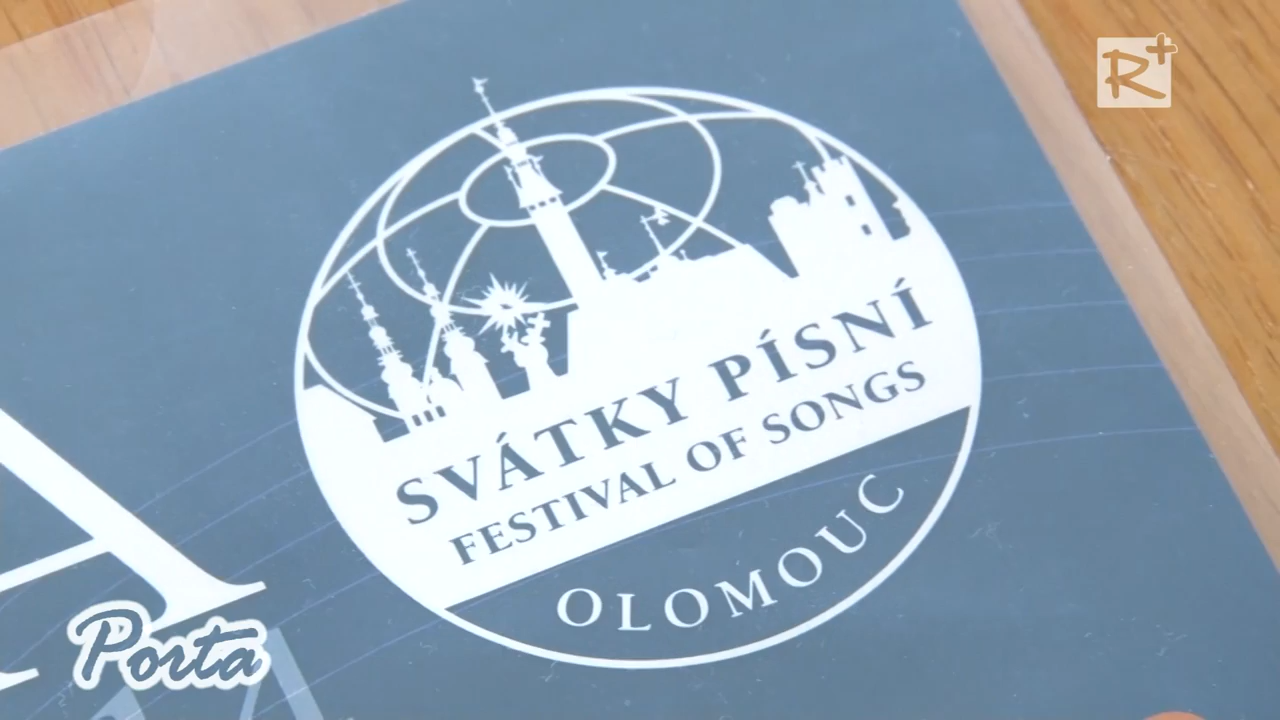 R+
SVÁTKY PÍSNÍ
FESTIVAL OF SONGS
OLOMOUC
A
Porta